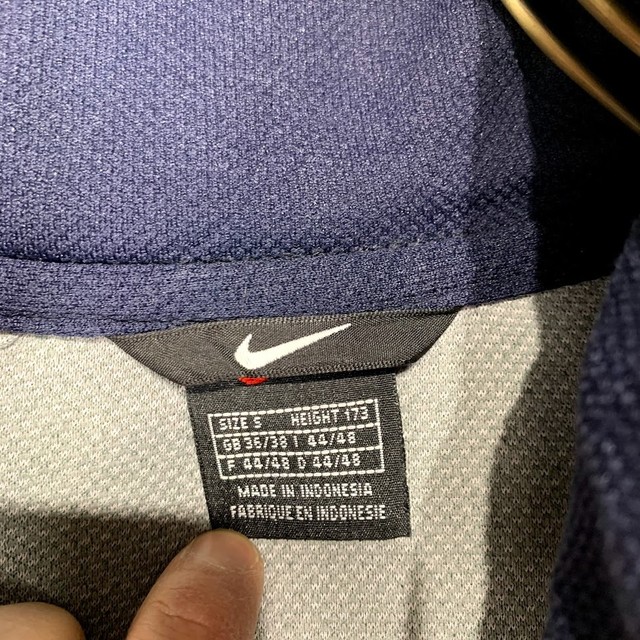 SIZE S HEIGHT 173
GB 36/38 I 44/48
F 44/48 D 44/48
MADE IN INDONESIA
FABRIQUE EN INDONESIE